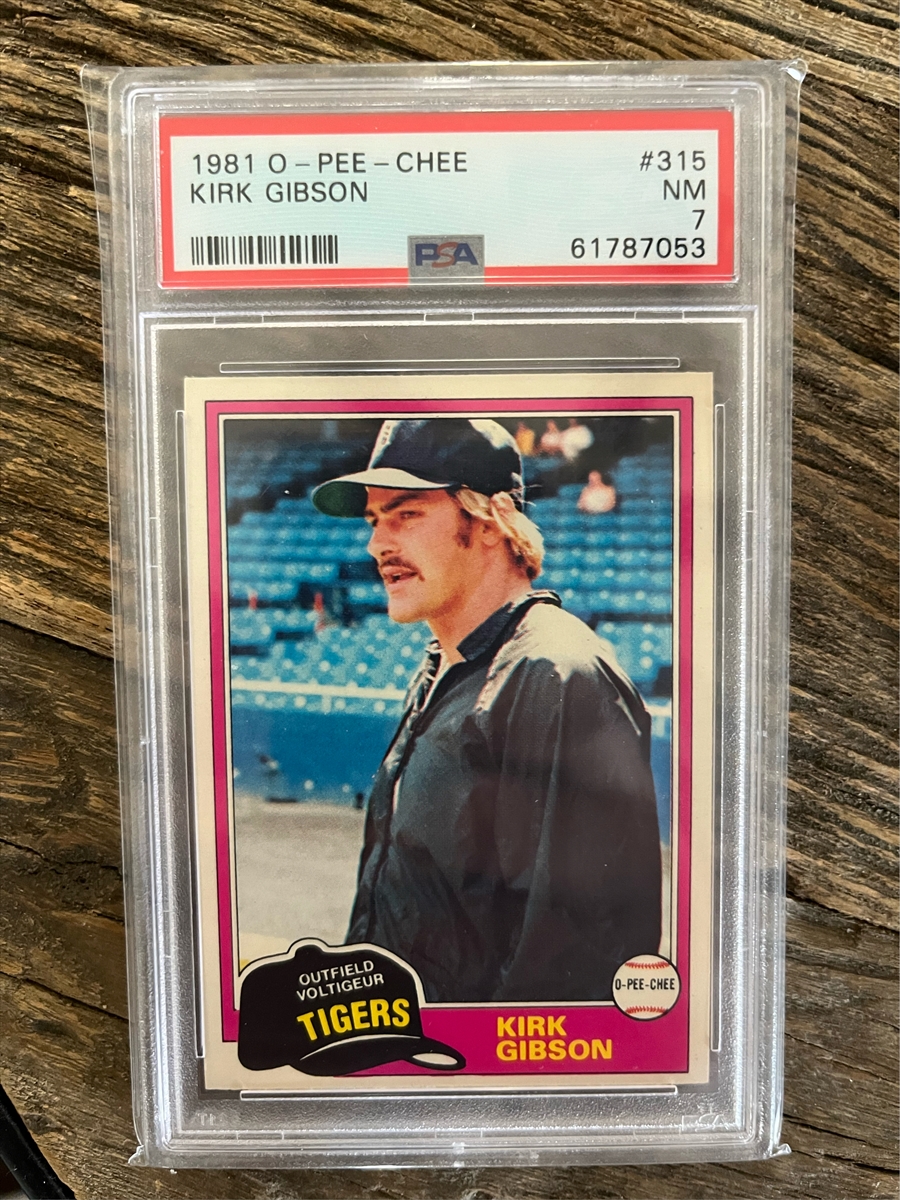 1981 O-PEE-CHEE #315
KIRK GIBSON NM
7
PSA 61787053
OUTFIELD
VOLTIGEUR
TIGERS
O-PEE-CHEE
KIRK
GIBSON